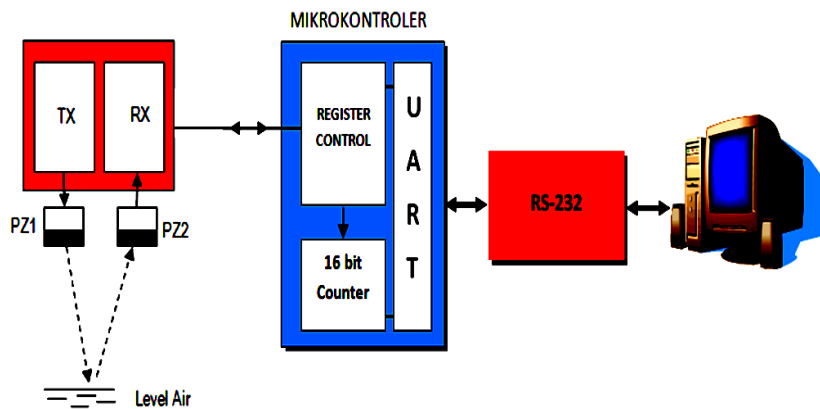 MIKROKONTROLER
TX
RX
PZ1
PZ2
Level Air
REGISTER
CONTROL
16 bit
Counter
U
A
R
T
RS-232